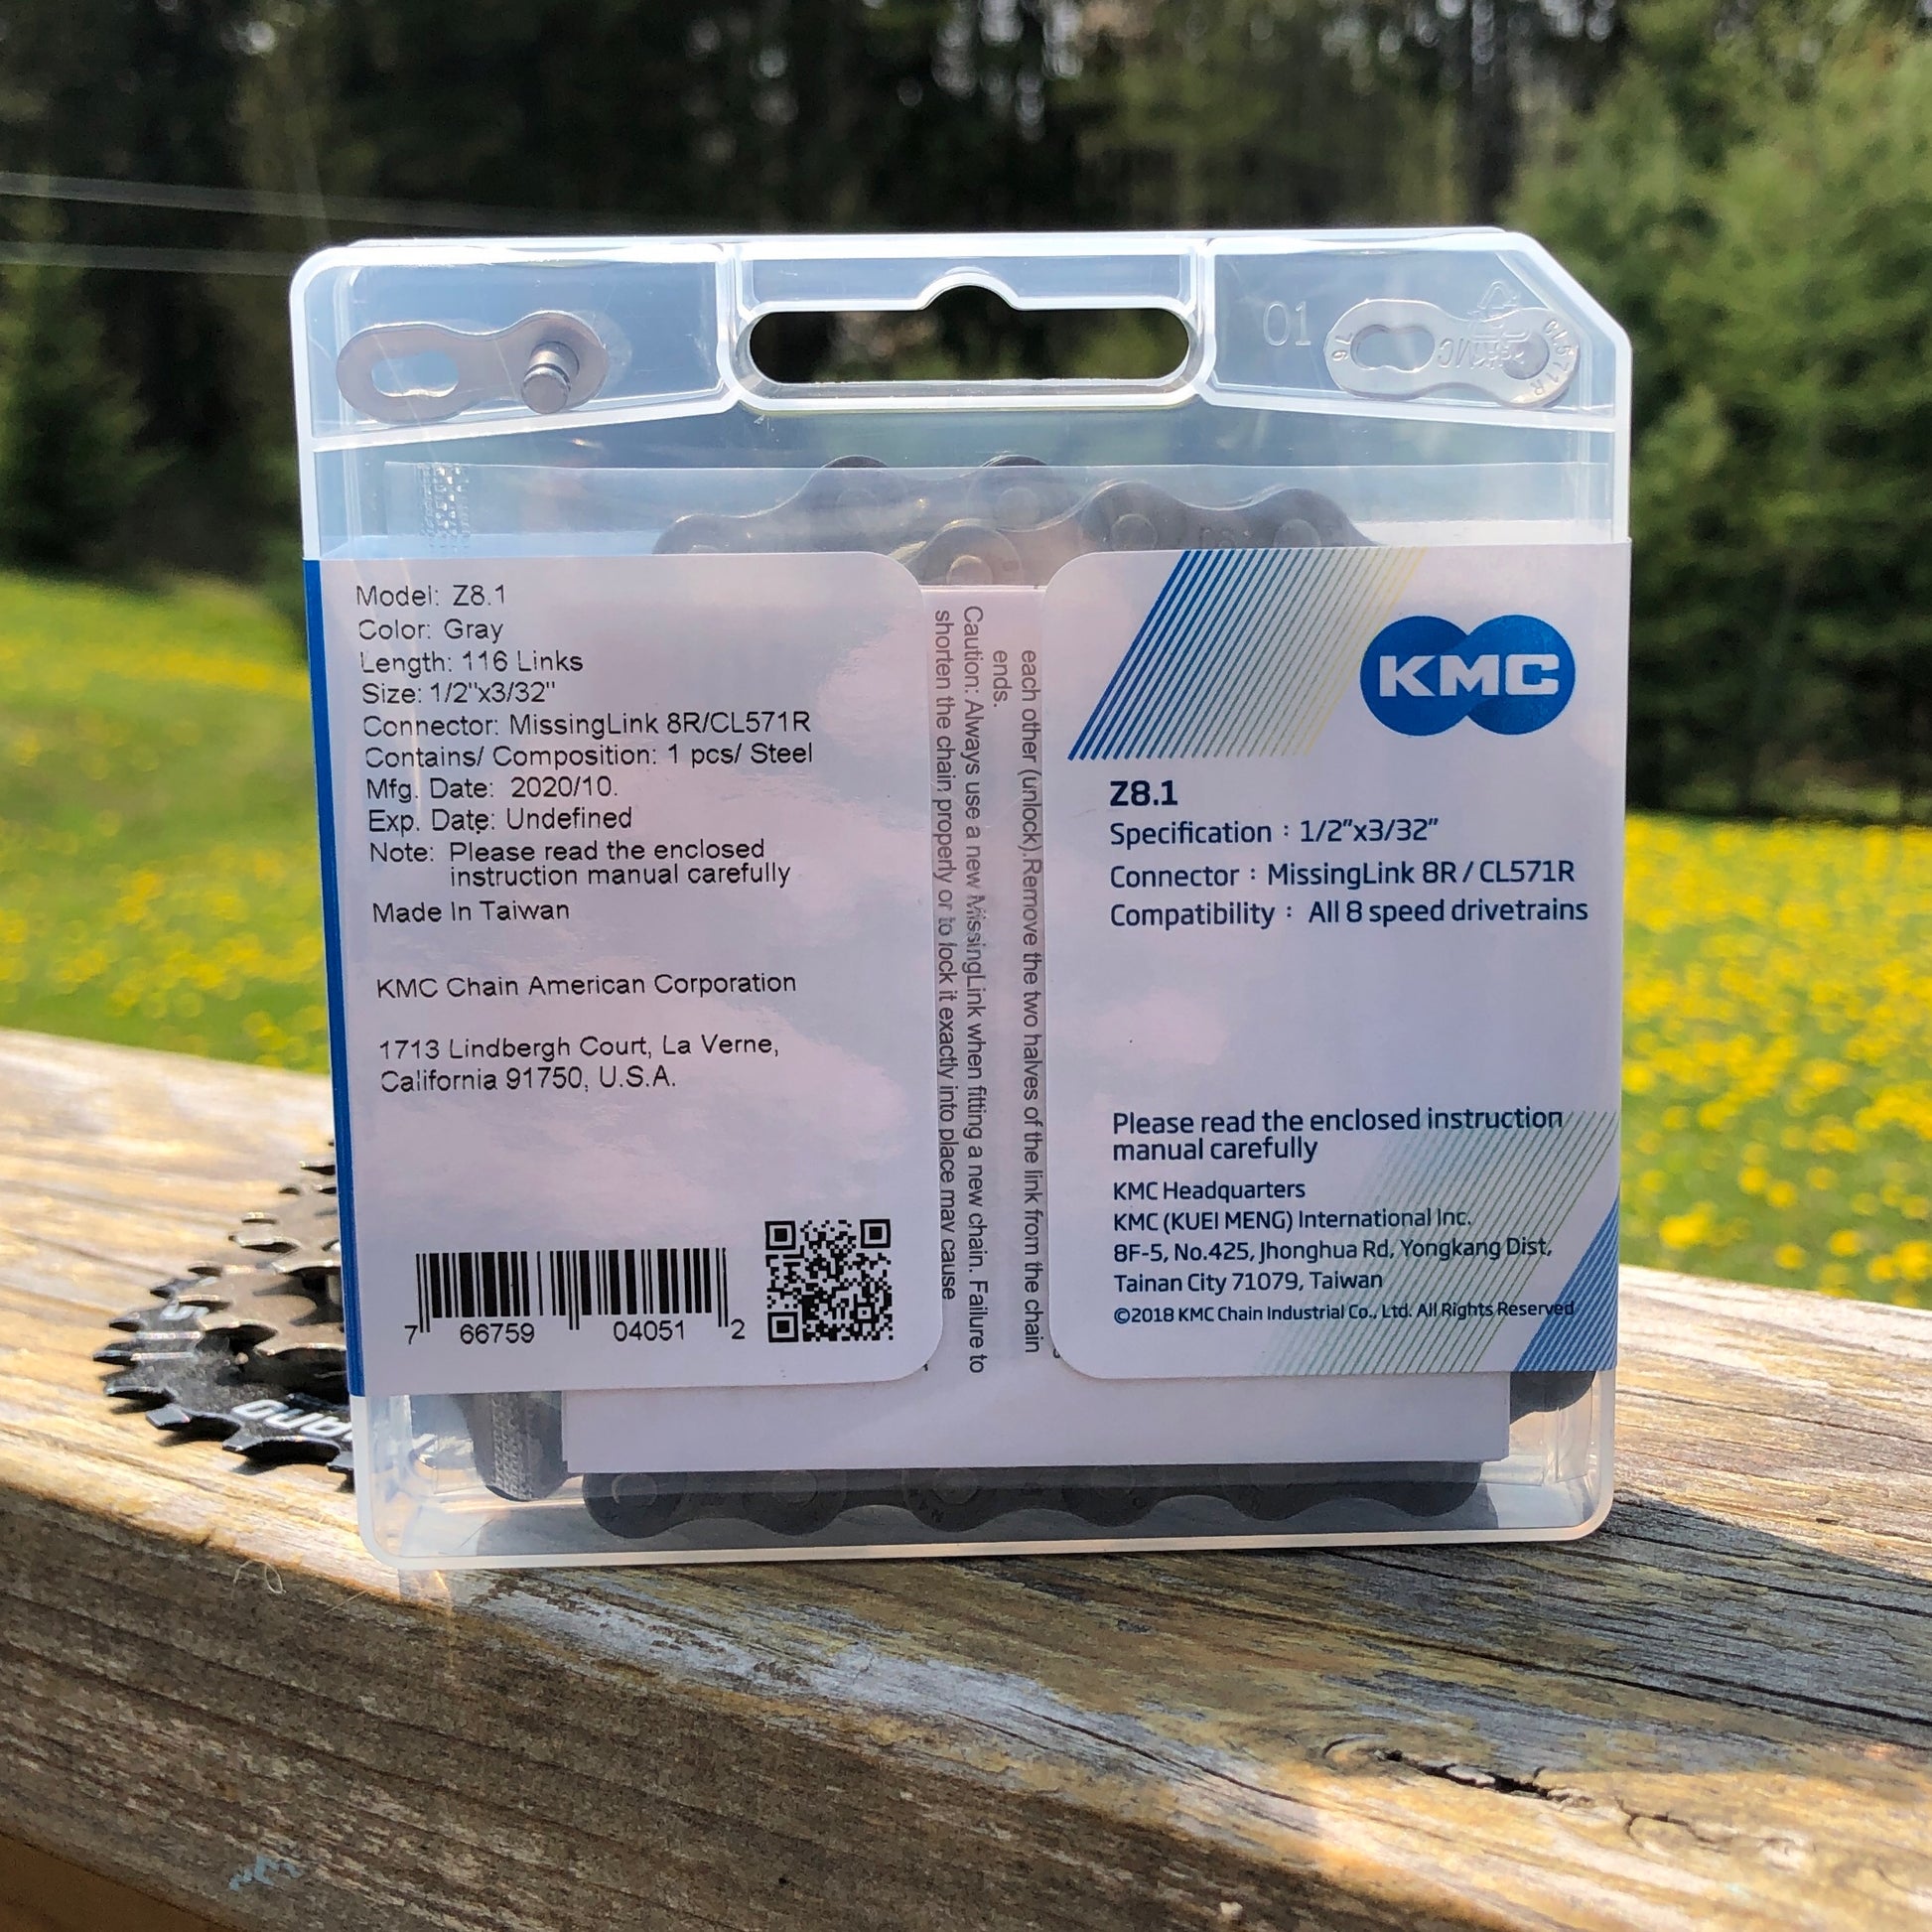 01
CL571R
Model: Z8.1
Color: Gray
Length: 116 Links
Size: 1/2"x3/32"
Connector: MissingLink 8R/CL571R
Contains/ Composition: 1 pcs/ Steel
Mfg. Date: 2020/10.
Exp. Date: Undefined
Note: Please read the enclosed
instruction manual carefully
Made In Taiwan
KMC Chain American Corporation
1713 Lindbergh Court, La Verne,
California 91750, U.S.A.
7 66759 04051 2
each other (unlock).Remove the two halves of the link from the chain
ends.
Caution: Always use a new MissingLink when fitting a new chain. Failure to
shorten the chain properly or to lock it exactly into place may cause
KMC
Z8.1
Specification : 1/2"x3/32"
Connector : MissingLink 8R / CL571R
Compatibility : All 8 speed drivetrains
Please read the enclosed instruction
manual carefully
KMC Headquarters
KMC (KUEI MENG) International Inc.
8F-5, No.425, Jhonghua Rd, Yongkang Dist,
Tainan City 71079, Taiwan
©2018 KMC Chain Industrial Co., Ltd. All Rights Reserved